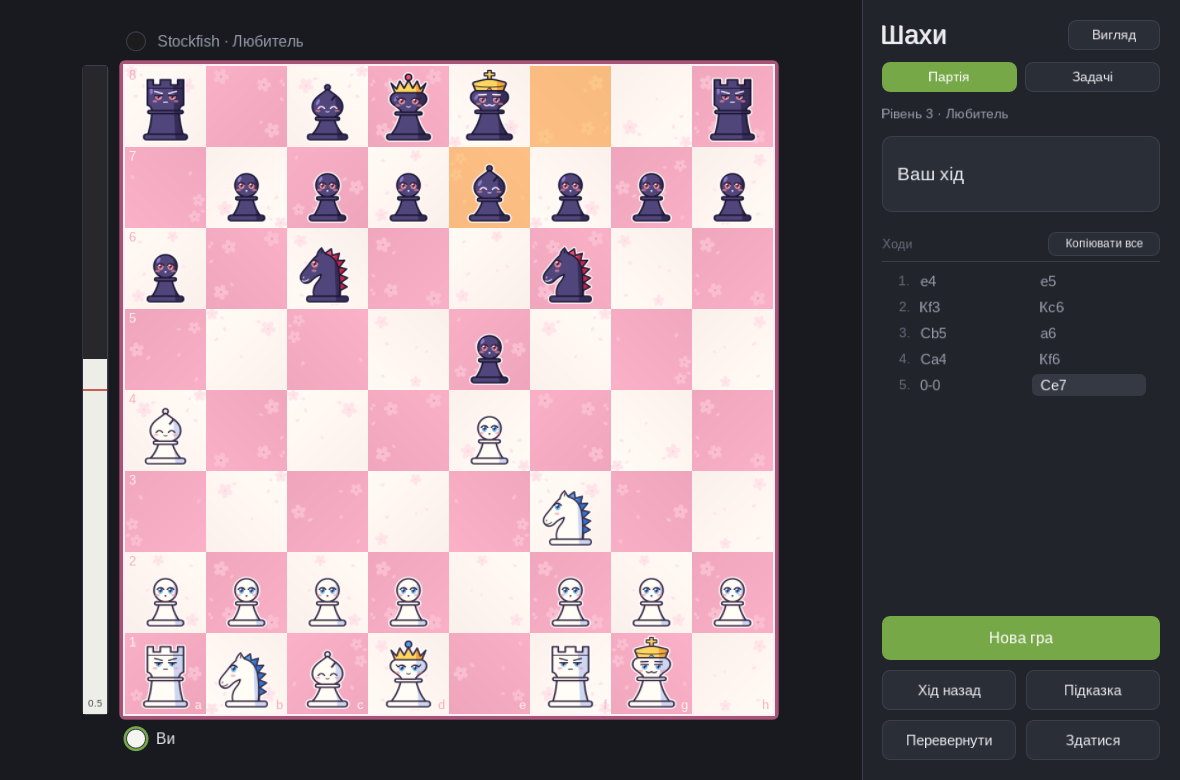 Stockfish · Любитель
8
7
6
5
4
3
2
1
a b c d e f g h
0.5
Ви
Шахи
Вигляд
Партія Задачі
Рівень 3 · Любитель
Ваш хід
Ходи Копіювати все
1. e4 e5
2. Кf3 Кc6
3. Сb5 a6
4. Сa4 Кf6
5. 0-0 Сe7
Нова гра
Хід назад Підказка
Перевернути Здатися